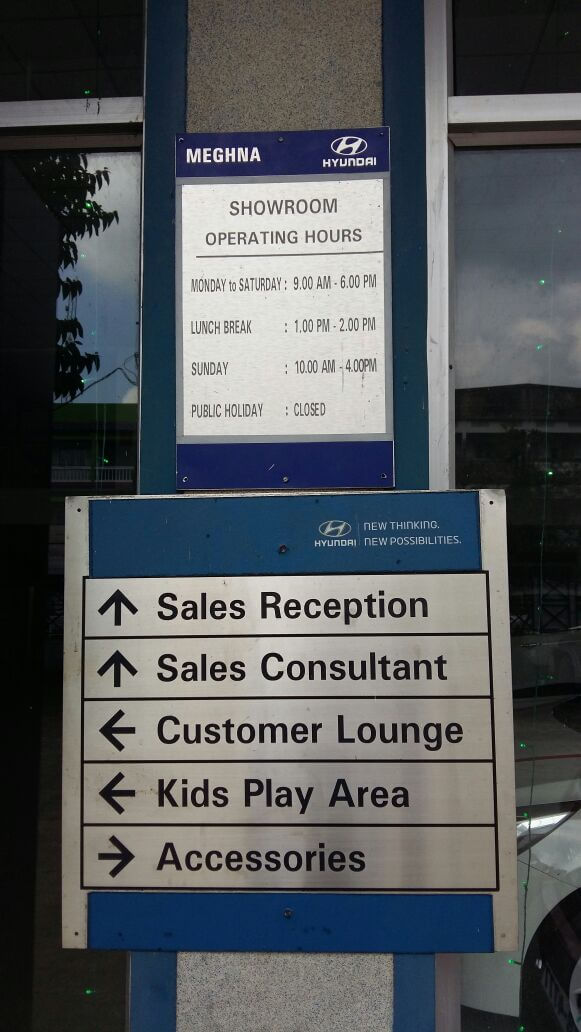 MEGHNA HYUNDAI
SHOWROOM
OPERATING HOURS
MONDAY to SATURDAY : 9.00 AM - 6.00 PM
LUNCH BREAK : 1.00 PM - 2.00 PM
SUNDAY : 10.00 AM - 4.00PM
PUBLIC HOLIDAY : CLOSED
HYUNDAI NEW THINKING.
NEW POSSIBILITIES.
↑ Sales Reception
↑ Sales Consultant
← Customer Lounge
← Kids Play Area
→ Accessories